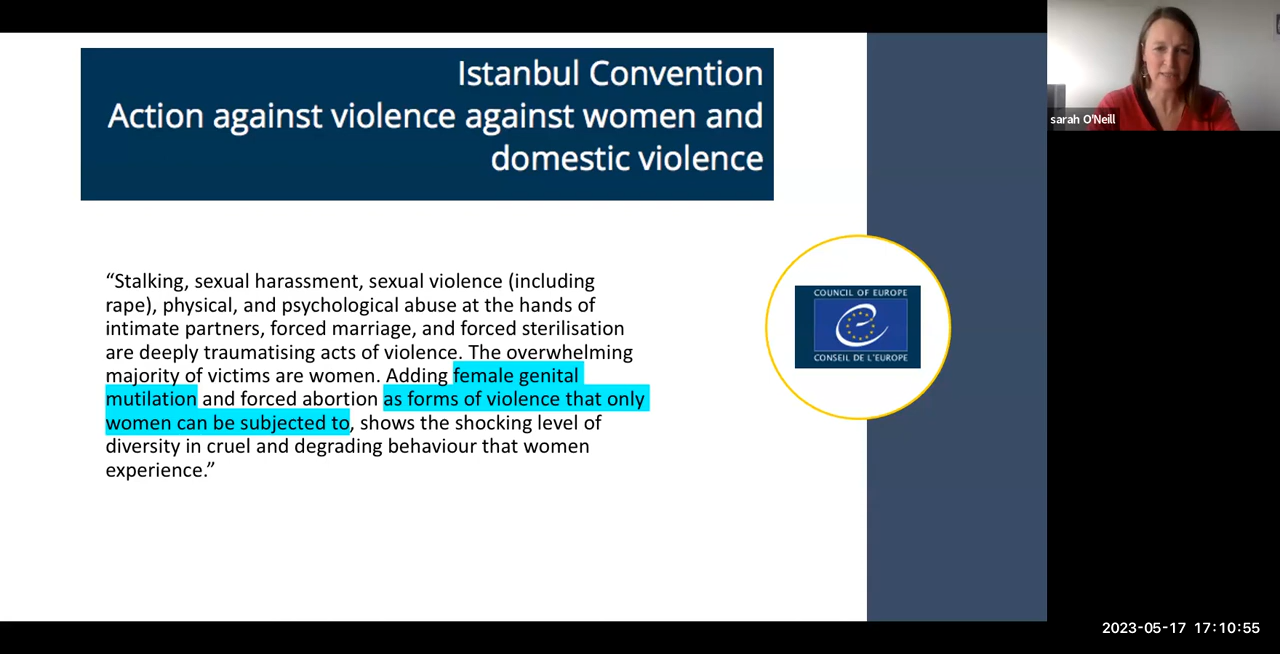 Istanbul Convention
Action against violence against women and
domestic violence
“Stalking, sexual harassment, sexual violence (including
rape), physical, and psychological abuse at the hands of
intimate partners, forced marriage, and forced sterilisation
are deeply traumatising acts of violence. The overwhelming
majority of victims are women. Adding female genital
mutilation and forced abortion as forms of violence that only
women can be subjected to, shows the shocking level of
diversity in cruel and degrading behaviour that women
experience.”
COUNCIL OF EUROPE
CONSEIL DE L'EUROPE
sarah O'Neill
2023-05-17 17:10:55